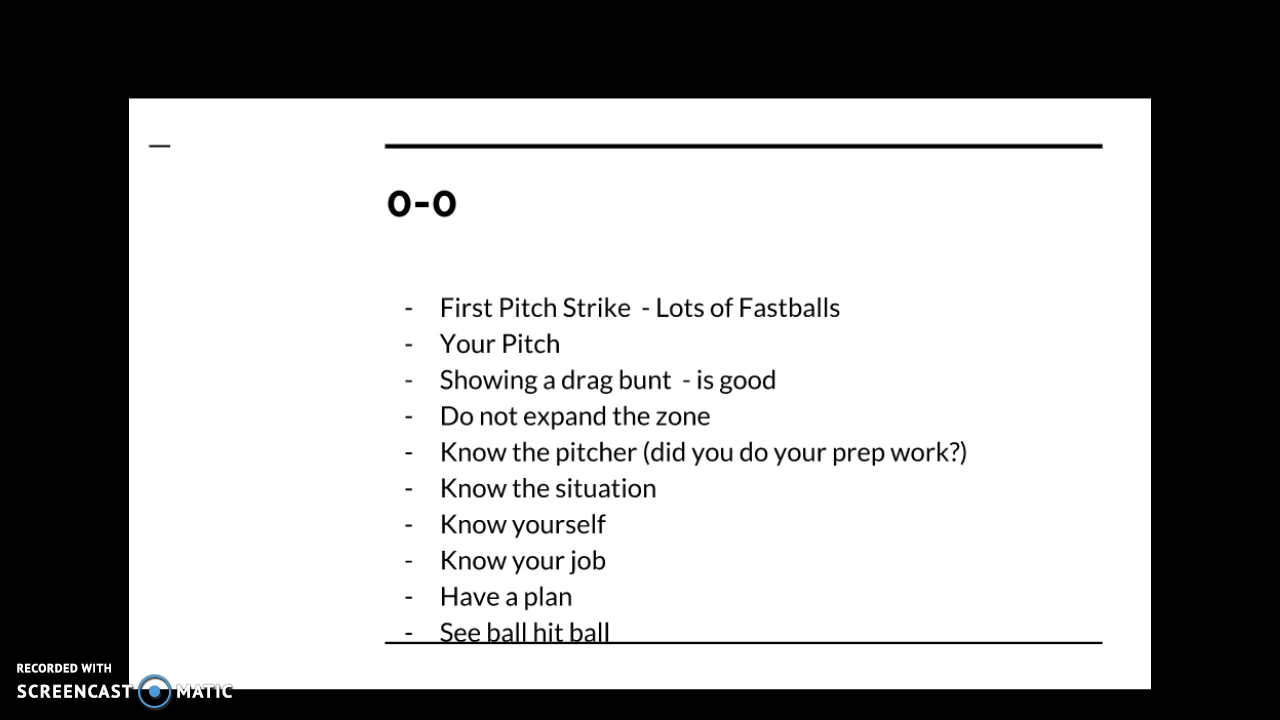 0-0
- First Pitch Strike - Lots of Fastballs
- Your Pitch
- Showing a drag bunt - is good
- Do not expand the zone
- Know the pitcher (did you do your prep work?)
- Know the situation
- Know yourself
- Know your job
- Have a plan
- See ball hit ball
RECORDED WITH
SCREENCAST MATIC